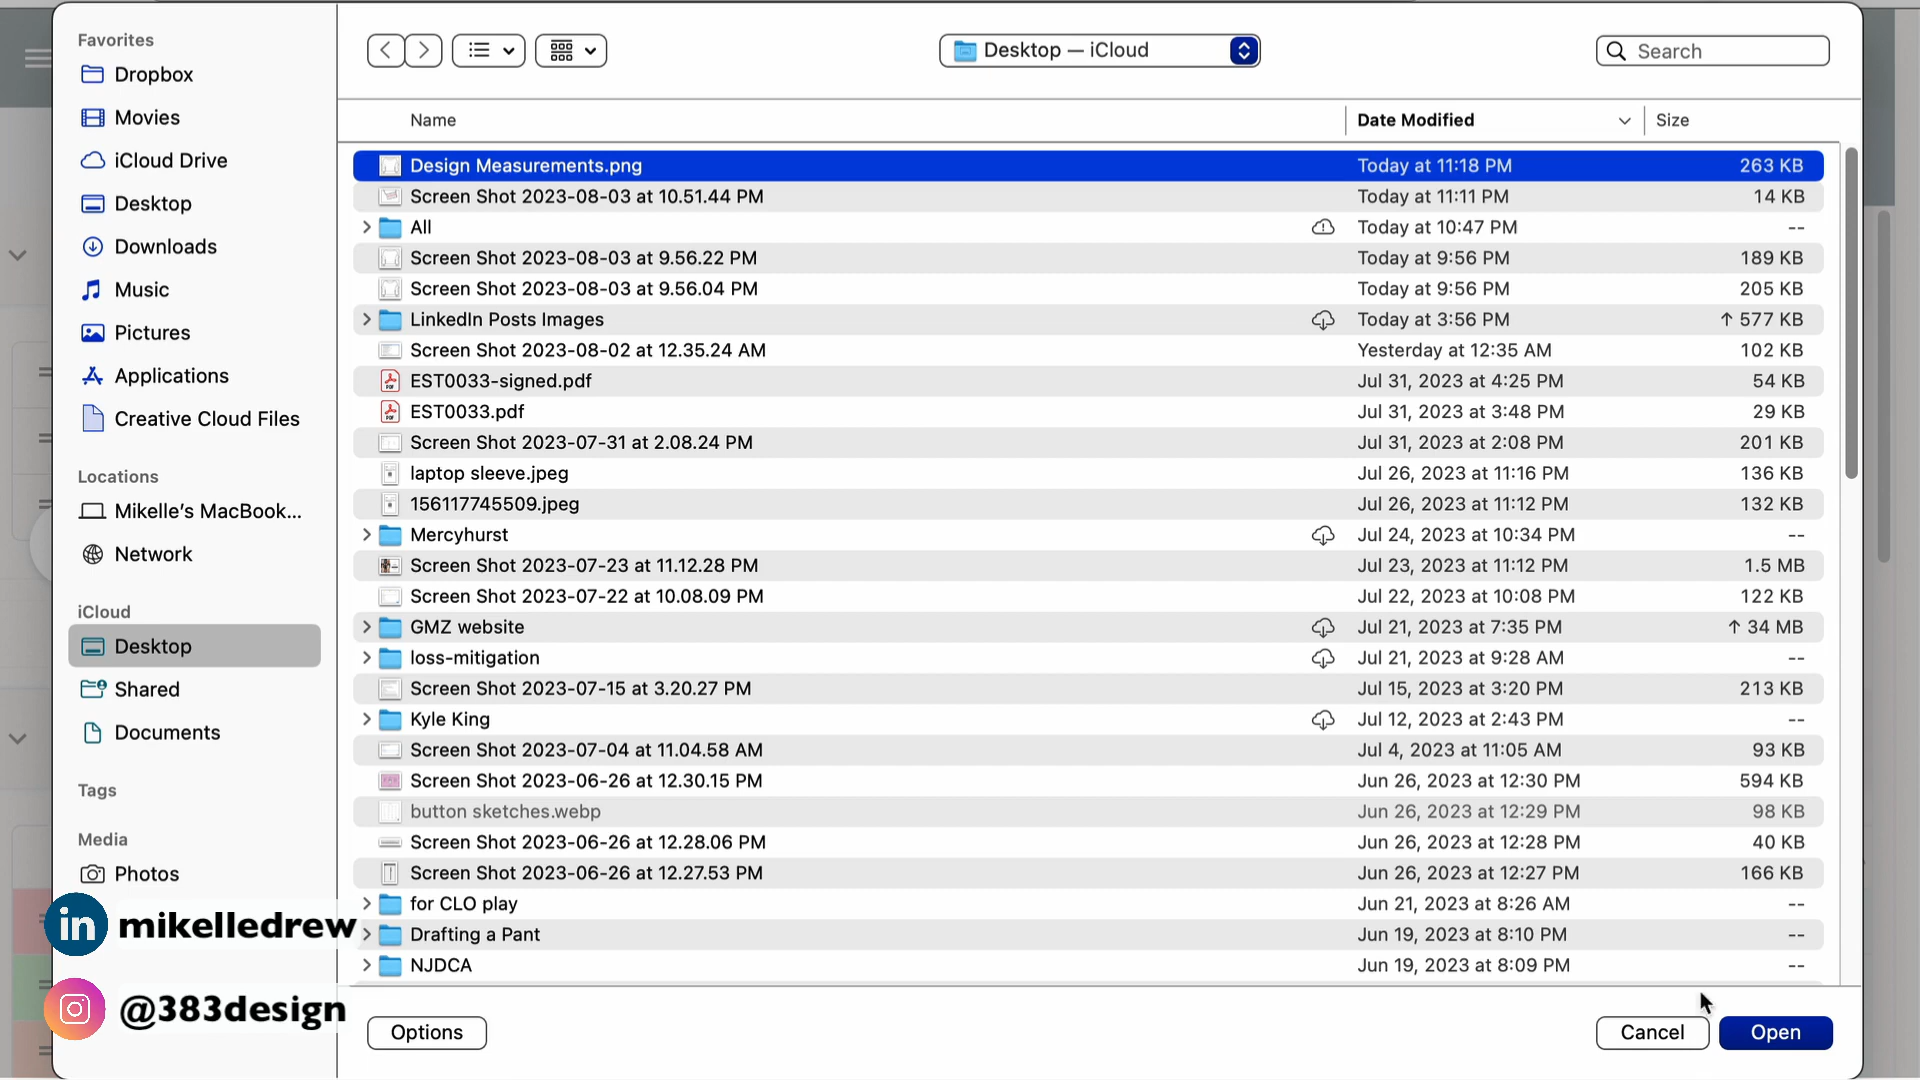 Favorites
Dropbox
Movies
iCloud Drive
Desktop
Downloads
Music
Pictures
Applications
Creative Cloud Files
Locations
Mikelle's MacBook...
Network
iCloud
Desktop
Shared
Documents
Tags
Media
Photos
in mikelledrew
@383design
Desktop — iCloud
Search
Name Date Modified Size
Design Measurements.png Today at 11:18 PM 263 KB
Screen Shot 2023-08-03 at 10.51.44 PM Today at 11:11 PM 14 KB
All Today at 10:47 PM --
Screen Shot 2023-08-03 at 9.56.22 PM Today at 9:56 PM 189 KB
Screen Shot 2023-08-03 at 9.56.04 PM Today at 9:56 PM 205 KB
LinkedIn Posts Images Today at 3:56 PM ↑ 577 KB
Screen Shot 2023-08-02 at 12.35.24 AM Yesterday at 12:35 AM 102 KB
EST0033-signed.pdf Jul 31, 2023 at 4:25 PM 54 KB
EST0033.pdf Jul 31, 2023 at 3:48 PM 29 KB
Screen Shot 2023-07-31 at 2.08.24 PM Jul 31, 2023 at 2:08 PM 201 KB
laptop sleeve.jpeg Jul 26, 2023 at 11:16 PM 136 KB
156117745509.jpeg Jul 26, 2023 at 11:12 PM 132 KB
Mercyhurst Jul 24, 2023 at 10:34 PM --
Screen Shot 2023-07-23 at 11.12.28 PM Jul 23, 2023 at 11:12 PM 1.5 MB
Screen Shot 2023-07-22 at 10.08.09 PM Jul 22, 2023 at 10:08 PM 122 KB
GMZ website Jul 21, 2023 at 7:35 PM ↑ 34 MB
loss-mitigation Jul 21, 2023 at 9:28 AM --
Screen Shot 2023-07-15 at 3.20.27 PM Jul 15, 2023 at 3:20 PM 213 KB
Kyle King Jul 12, 2023 at 2:43 PM --
Screen Shot 2023-07-04 at 11.04.58 AM Jul 4, 2023 at 11:05 AM 93 KB
Screen Shot 2023-06-26 at 12.30.15 PM Jun 26, 2023 at 12:30 PM 594 KB
button sketches.webp Jun 26, 2023 at 12:29 PM 98 KB
Screen Shot 2023-06-26 at 12.28.06 PM Jun 26, 2023 at 12:28 PM 40 KB
Screen Shot 2023-06-26 at 12.27.53 PM Jun 26, 2023 at 12:27 PM 166 KB
for CLO play Jun 21, 2023 at 8:26 AM --
Drafting a Pant Jun 19, 2023 at 8:10 PM --
NJDCA Jun 19, 2023 at 8:09 PM --
Options Cancel Open